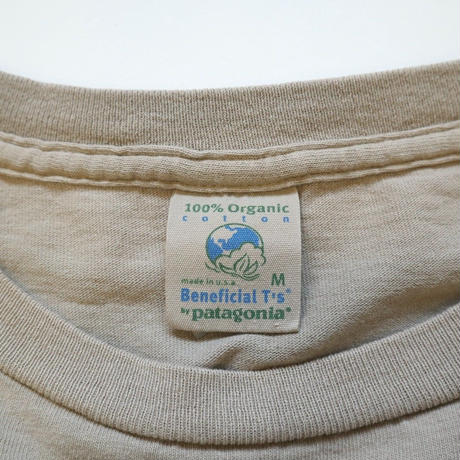 100% Organic
cotton
made in u.s.a. M
Beneficial T's®
by patagonia®